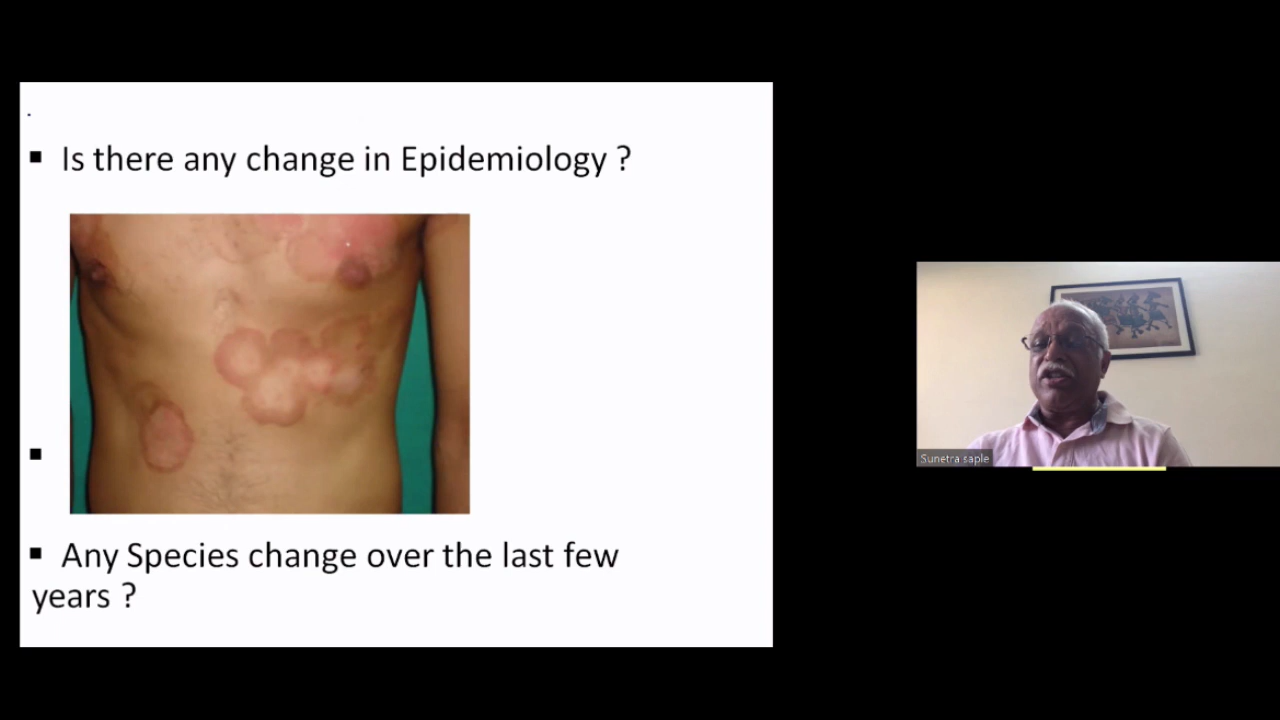 .
▪ Is there any change in Epidemiology ?
▪
▪ Any Species change over the last few
years ?
Sunetra saple